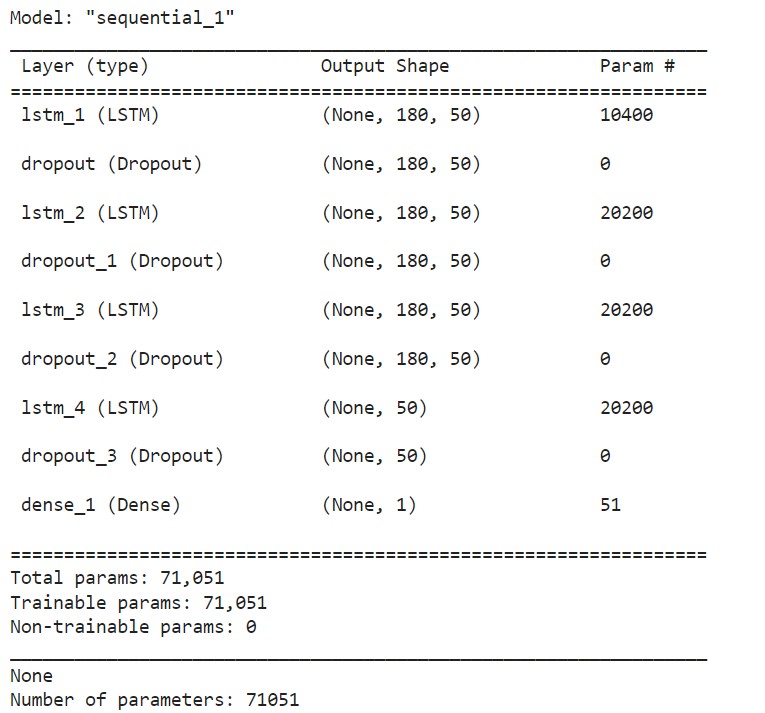 Model: "sequential_1"
Layer (type) Output Shape Param #
lstm_1 (LSTM) (None, 180, 50) 10400
dropout (Dropout) (None, 180, 50) 0
lstm_2 (LSTM) (None, 180, 50) 20200
dropout_1 (Dropout) (None, 180, 50) 0
lstm_3 (LSTM) (None, 180, 50) 20200
dropout_2 (Dropout) (None, 180, 50) 0
lstm_4 (LSTM) (None, 50) 20200
dropout_3 (Dropout) (None, 50) 0
dense_1 (Dense) (None, 1) 51
Total params: 71,051
Trainable params: 71,051
Non-trainable params: 0
None
Number of parameters: 71051